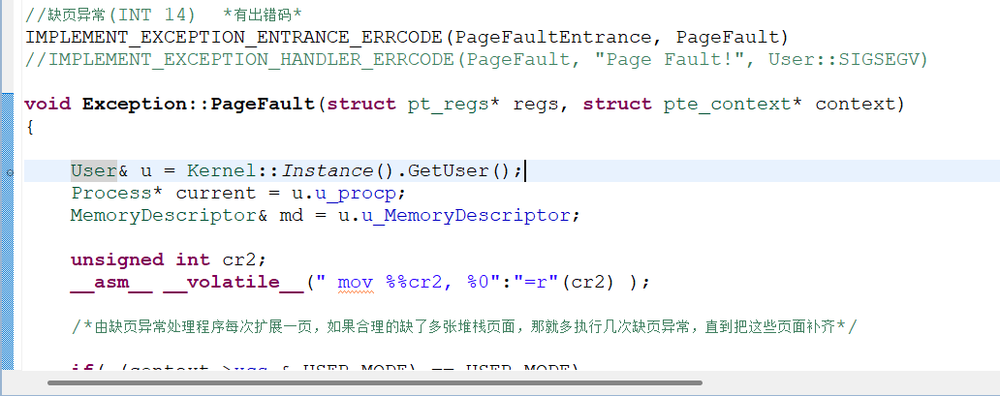 //缺页异常(INT 14)  *有出错码*
IMPLEMENT_EXCEPTION_ENTRANCE_ERRCODE(PageFaultEntrance, PageFault)
//IMPLEMENT_EXCEPTION_HANDLER_ERRCODE(PageFault, "Page Fault!", User::SIGSEGV)
void Exception::PageFault(struct pt_regs* regs, struct pte_context* context)
{
User& u = Kernel::Instance().GetUser();
Process* current = u.u_procp;
MemoryDescriptor& md = u.u_MemoryDescriptor;
unsigned int cr2;
__asm__ __volatile__(" mov %%cr2, %0":"=r"(cr2) );
/*由缺页异常处理程序每次扩展一页，如果合理的缺了多张堆栈页面，那就多执行几次缺页异常，直到把这些页面补齐*/
if( (context->xcs & USER_MODE) == USER_MODE)